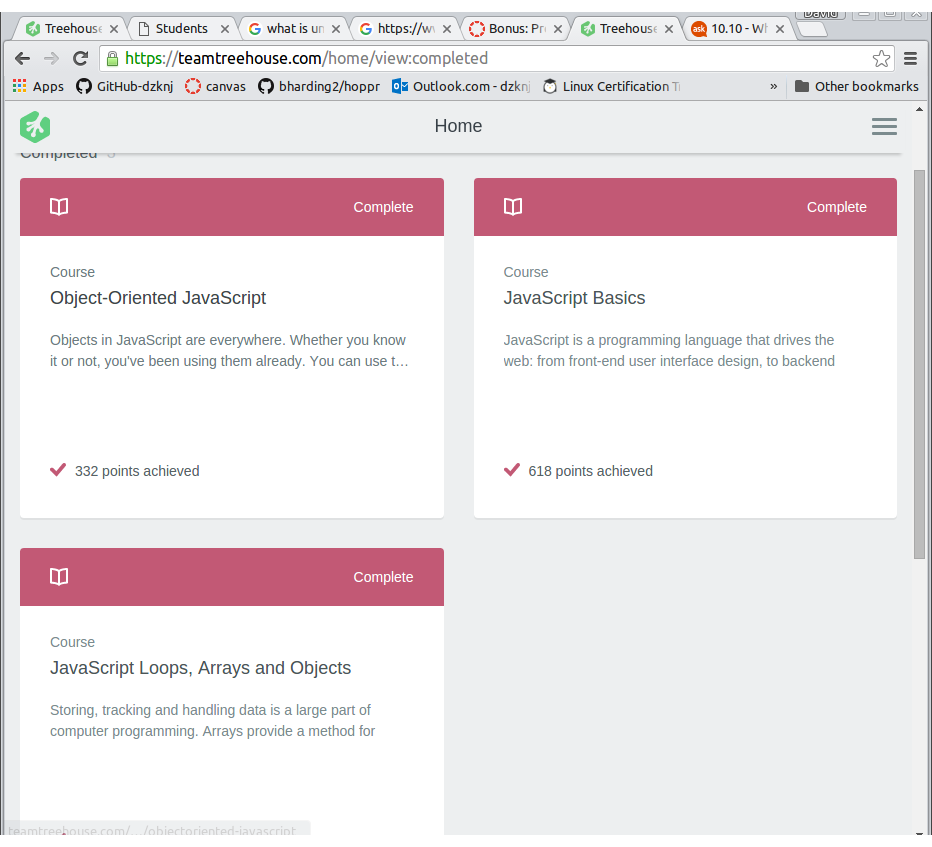 David
Treehouse
Students
what is un
https://w
Bonus: Pr
Treehouse
ask 10.10 - Wh
https://teamtreehouse.com/home/view:completed
Apps GitHub-dzknj canvas bharding2/hoppr Outlook.com - dzknj Linux Certification T » Other bookmarks
Home
Completed 3
Complete
Course
Object-Oriented JavaScript
Objects in JavaScript are everywhere. Whether you know
it or not, you've been using them already. You can use t…
332 points achieved
Complete
Course
JavaScript Basics
JavaScript is a programming language that drives the
web: from front-end user interface design, to backend
618 points achieved
Complete
Course
JavaScript Loops, Arrays and Objects
Storing, tracking and handling data is a large part of
computer programming. Arrays provide a method for
teamtreehouse.com/…/objectoriented-javascript